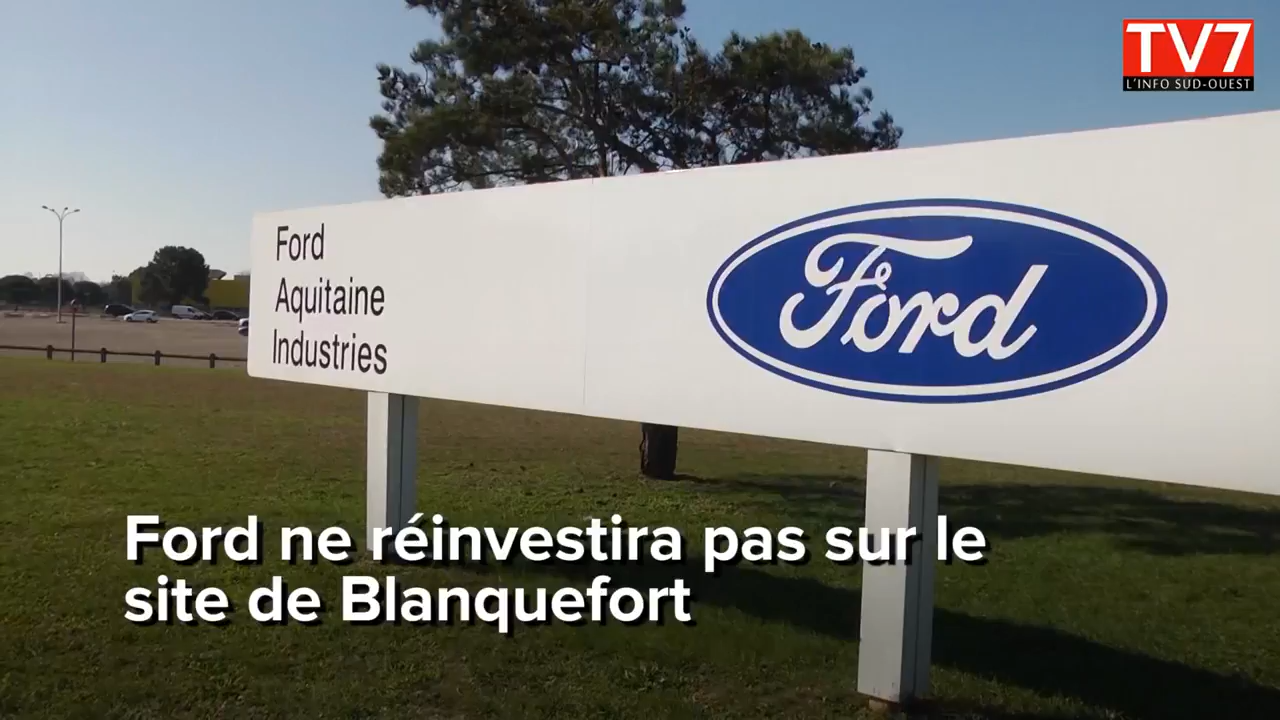 TV7
L'INFO SUD-OUEST
Ford
Aquitaine
Industries
Ford
Ford ne réinvestira pas sur le
site de Blanquefort